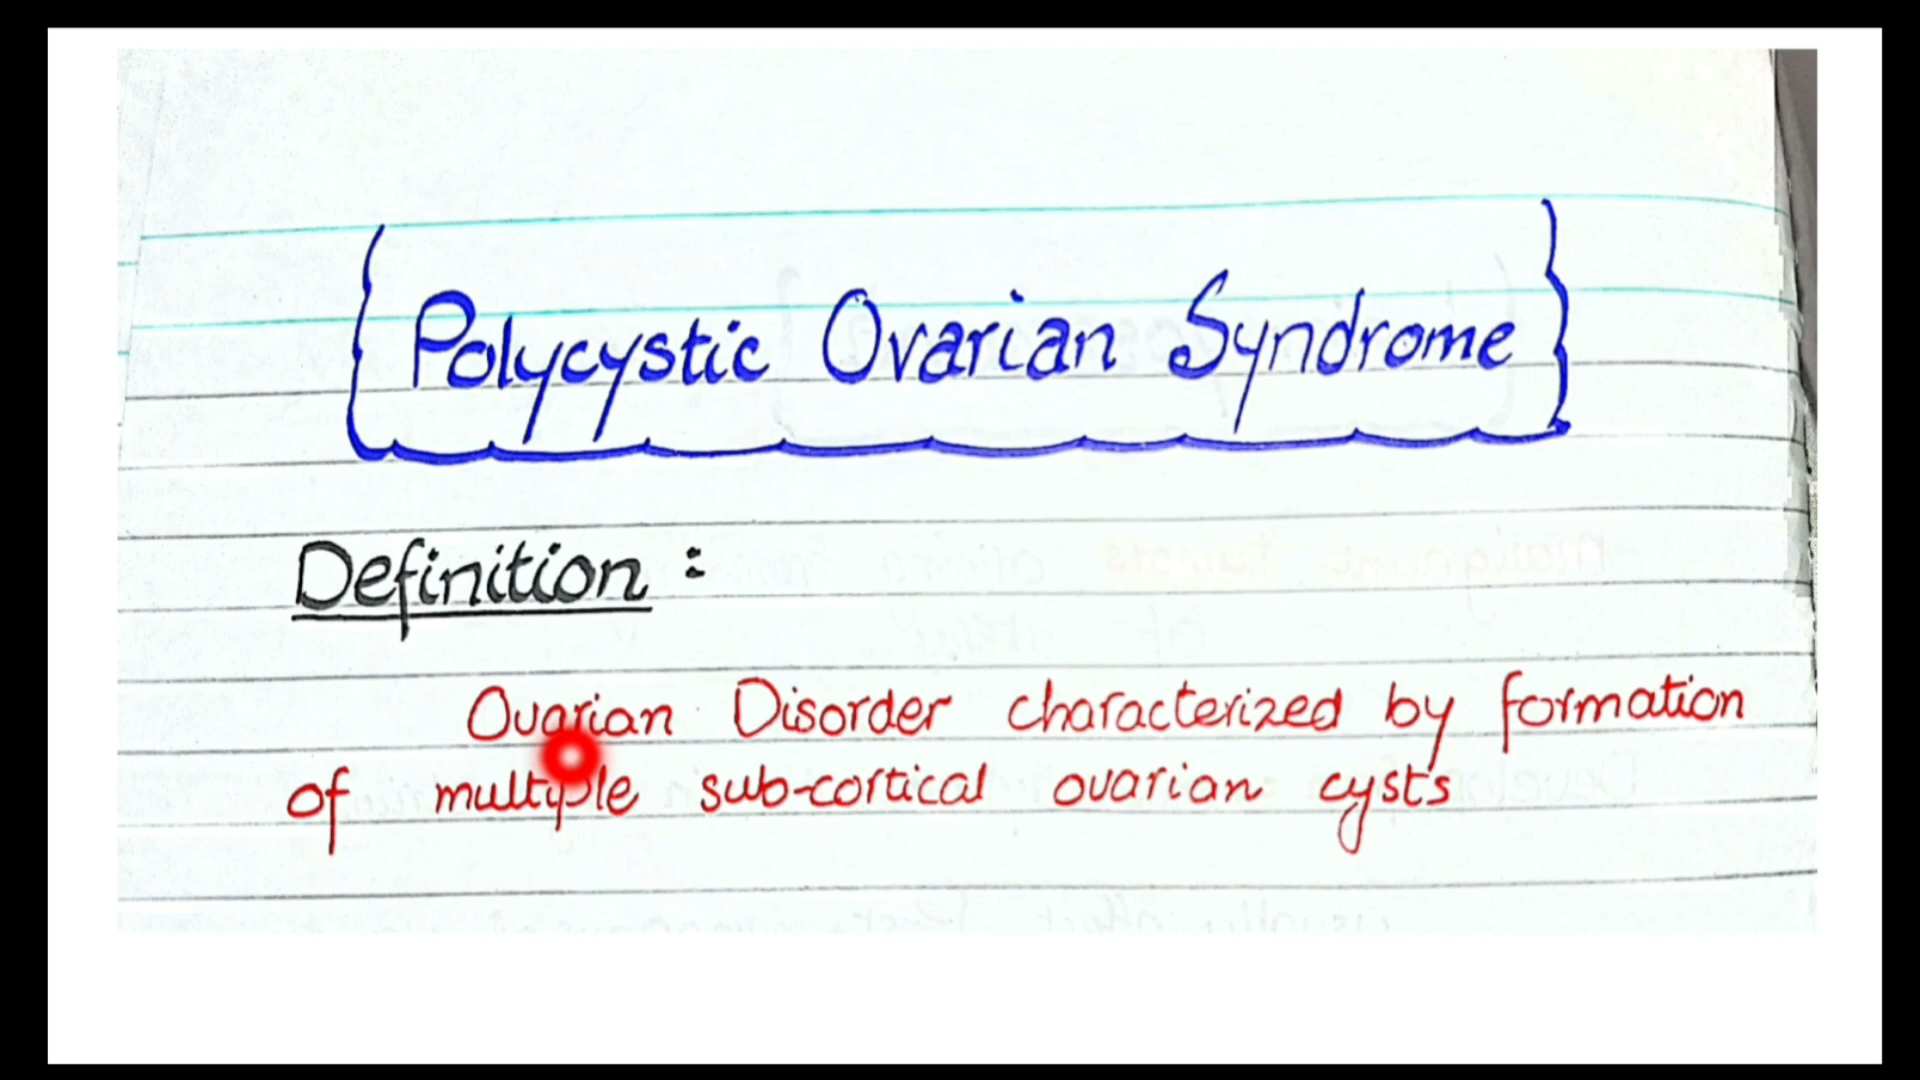 Polycystic Ovarian Syndrome
Definition :
Ovarian Disorder characterized by formation
of multiple sub-cortical ovarian cysts